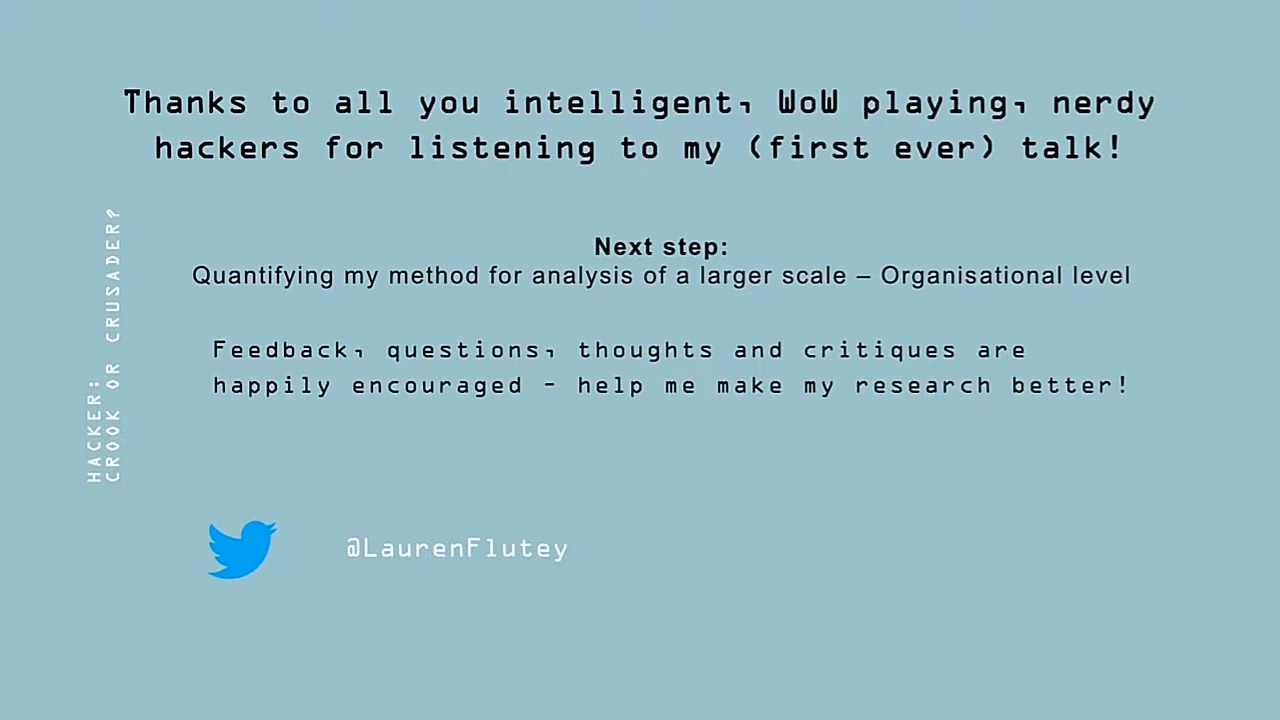 Thanks to all you intelligent, WoW playing, nerdy
hackers for listening to my (first ever) talk!
HACKER:
CROOK OR CRUSADER?
Next step:
Quantifying my method for analysis of a larger scale – Organisational level
Feedback, questions, thoughts and critiques are
happily encouraged - help me make my research better!
@LaurenFlutey